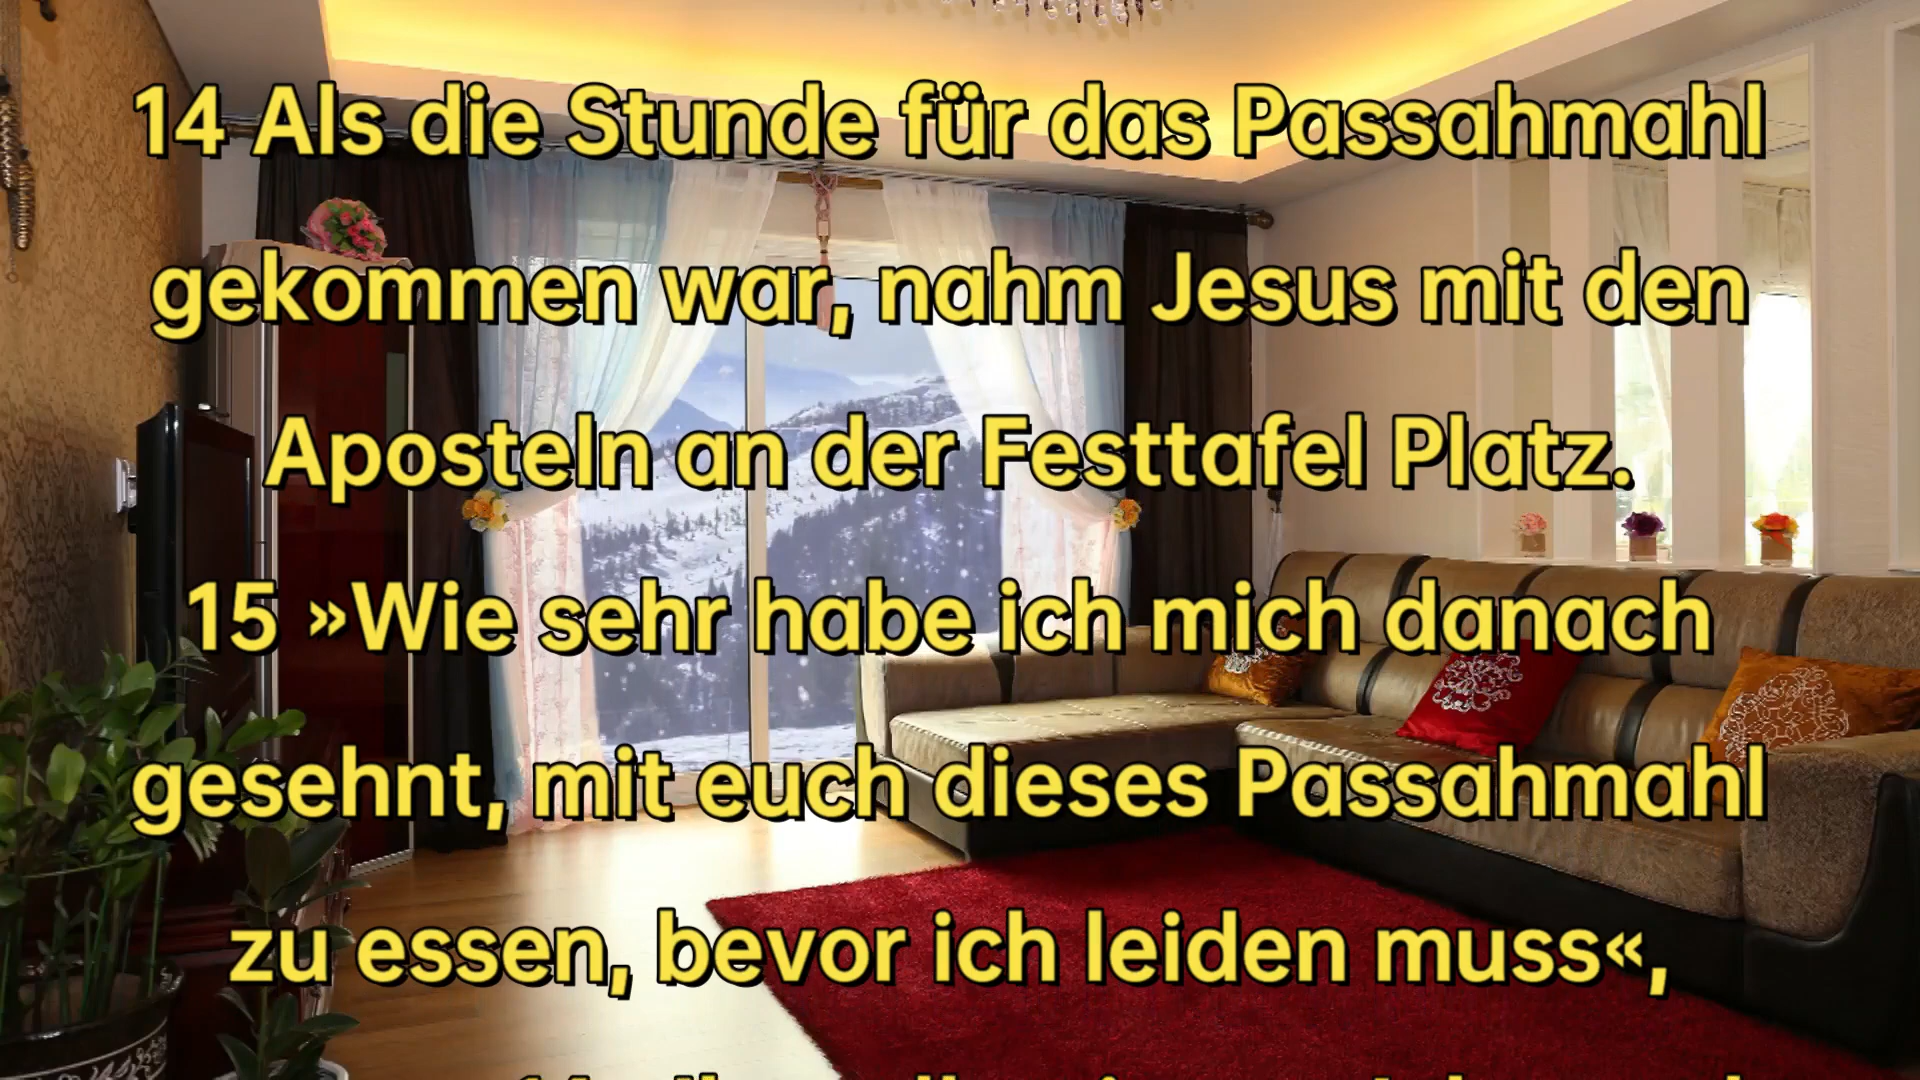 14 Als die Stunde für das Passahmahl
gekommen war, nahm Jesus mit den
Aposteln an der Festtafel Platz.
15 »Wie sehr habe ich mich danach
gesehnt, mit euch dieses Passahmahl
zu essen, bevor ich leiden muss«,